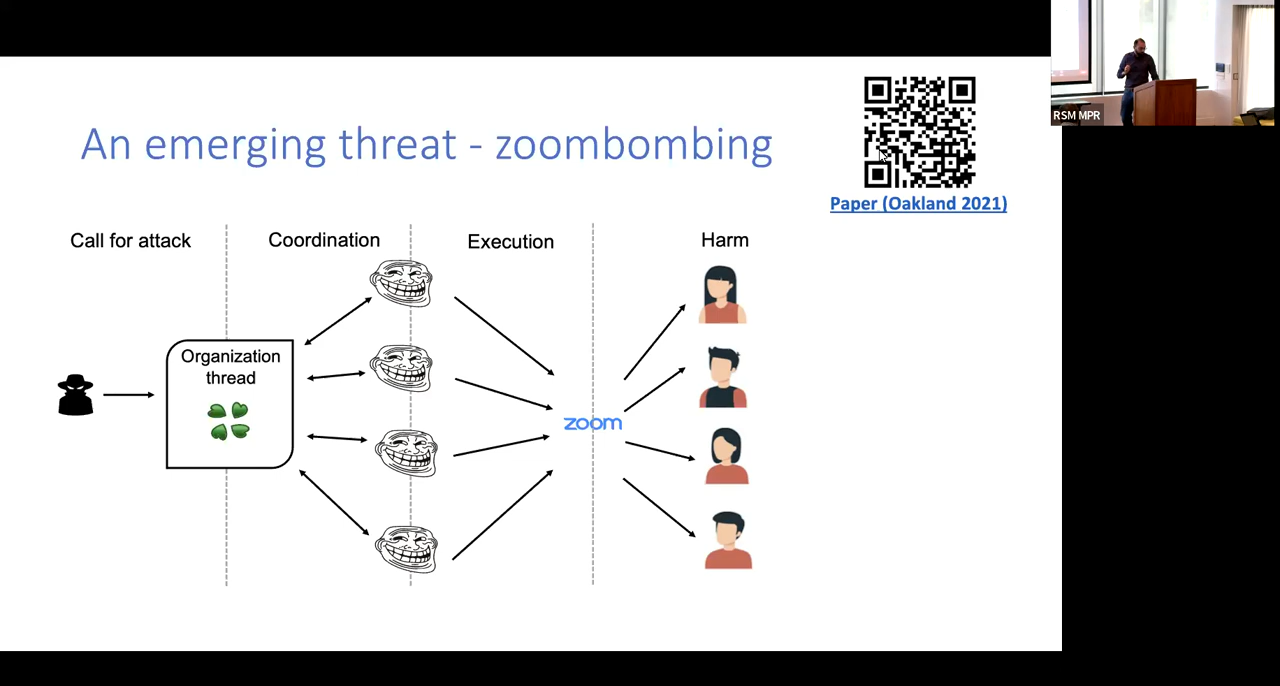 RSM MPR
An emerging threat - zoombombing
Paper (Oakland 2021)
Call for attack
Coordination
Execution
Harm
Organization
thread
zoom